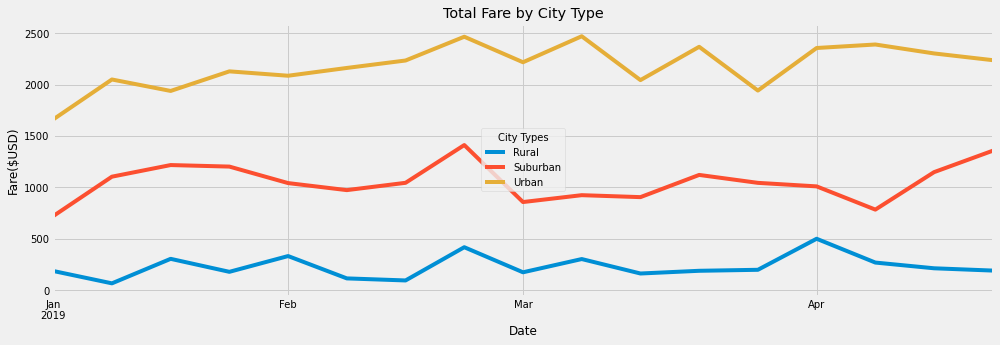 Total Fare by City Type
2500
2000
1500
1000
500
0
Fare($USD)
City Types
Rural
Suburban
Urban
Jan Feb Mar Apr
2019
Date